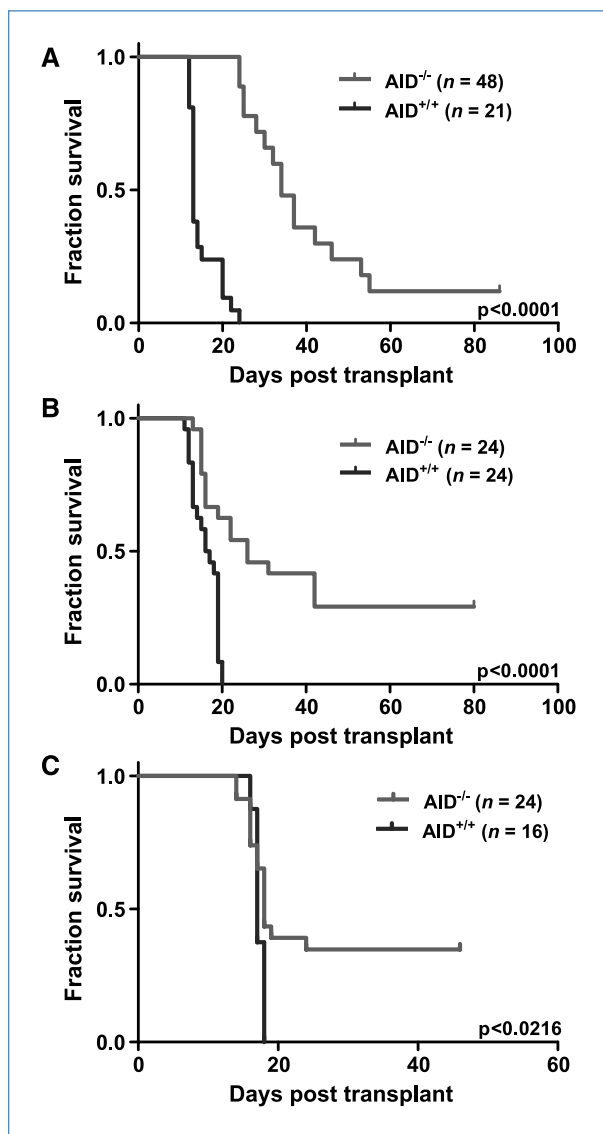 A
1.0
AID-/- (n = 48)
AID+/+ (n = 21)
0.5
0.0
Fraction survival
p<0.0001
0 20 40 60 80 100
Days post transplant
B
1.0
AID-/- (n = 24)
AID+/+ (n = 24)
0.5
0.0
Fraction survival
p<0.0001
0 20 40 60 80 100
Days post transplant
C
1.0
AID-/- (n = 24)
AID+/+ (n = 16)
0.5
0.0
Fraction survival
p<0.0216
0 20 40 60
Days post transplant